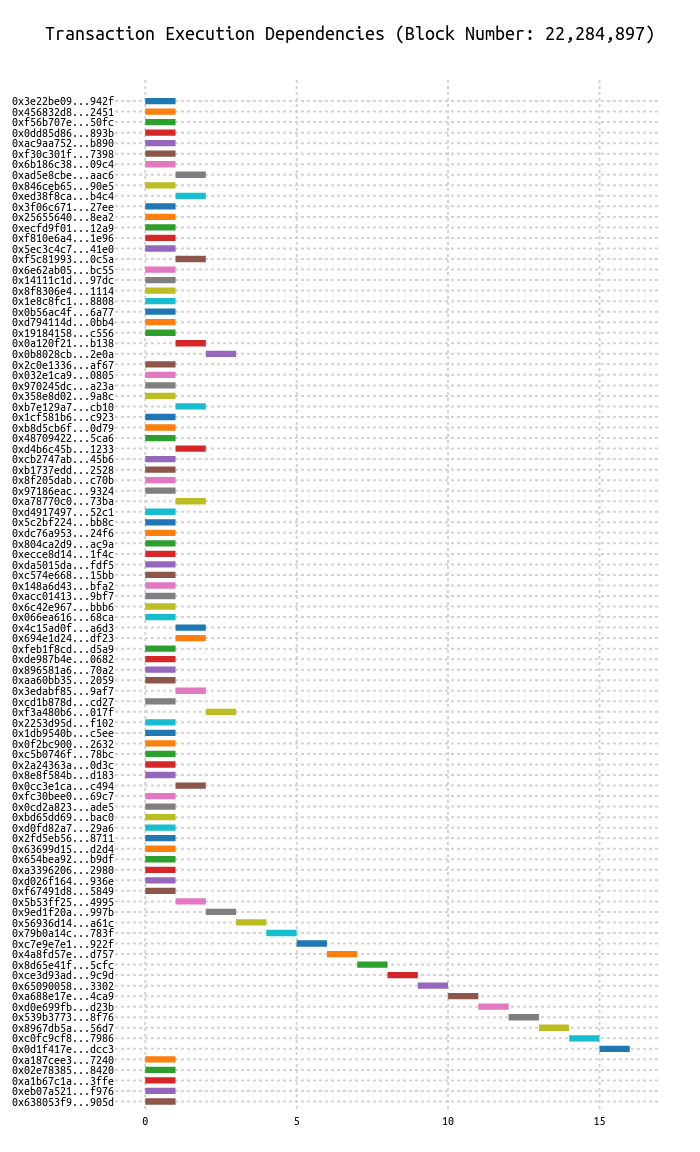 Transaction Execution Dependencies (Block Number: 22,284,897)
0x3e22be09...942f
0x456832d8...2451
0xf56b707e...50fc
0x0dd85d86...893b
0xac9aa752...b890
0xf30c301f...7398
0x6b186c38...09c4
0xad5e8cbe...aac6
0x846ceb65...90e5
0xed38f8ca...b4c4
0x3f06c671...27ee
0x25655640...8ea2
0xecfd9f01...12a9
0xf810e6a4...1e96
0x5ec3c4c7...41e0
0xf5c81993...0c5a
0x6e62ab05...bc55
0x14111c1d...97dc
0x8f8306e4...1114
0x1e8c8fc1...8808
0x0b56ac4f...6a77
0xd794114d...0bb4
0x19184158...c556
0x0a120f21...b138
0x0b8028cb...2e0a
0x2c0e1336...af67
0x032e1ca9...0805
0x970245dc...a23a
0x358e8d02...9a8c
0xb7e129a7...cb10
0x1cf581b6...c923
0xb8d5cb6f...0d79
0x48709422...5ca6
0xd4b6c45b...1233
0xcb2747ab...45b6
0xb1737edd...2528
0x8f205dab...c70b
0x97186eac...9324
0xa78770c0...73ba
0xd4917497...52c1
0x5c2bf224...bb8c
0xdc76a953...24f6
0x804ca2d9...ac9a
0xecce8d14...1f4c
0xda5015da...fdf5
0xc574e668...15bb
0x148a6d43...bfa2
0xacc01413...9bf7
0x6c42e967...bbb6
0x066ea616...68ca
0x4c15ad0f...a6d3
0x694e1d24...df23
0xfeb1f8cd...d5a9
0xde987b4e...0682
0x896581a6...70a2
0xaa60bb35...2059
0x3edabf85...9af7
0xcd1b878d...cd27
0xf3a480b6...017f
0x2253d95d...f102
0x1db9540b...c5ee
0x0f2bc900...2632
0xc5b0746f...78bc
0x2a24363a...0d3c
0x8e8f584b...d183
0x0cc3e1ca...c494
0xfc30bee0...69c7
0x0cd2a823...ade5
0xbd65dd69...bac0
0xd0fd82a7...29a6
0x2fd5eb56...8711
0x63699d15...d2d4
0x654bea92...b9df
0xa3396206...2980
0xd026f164...936e
0xf67491d8...5849
0x5b53ff25...4995
0x9ed1f20a...997b
0x56936d14...a61c
0x79b0a14c...783f
0xc7e9e7e1...922f
0x4a8fd57e...d757
0x8d65e41f...5cfc
0xce3d93ad...9c9d
0x65090058...3302
0xa688e17e...4ca9
0xd0e699fb...d23b
0x539b3773...8f76
0x8967db5a...56d7
0xc0fc9cf8...7986
0x0d1f417e...dcc3
0xa187cee3...7240
0x02e78385...8420
0xa1b67c1a...3ffe
0xeb07a521...f976
0x638053f9...905d
0 5 10 15